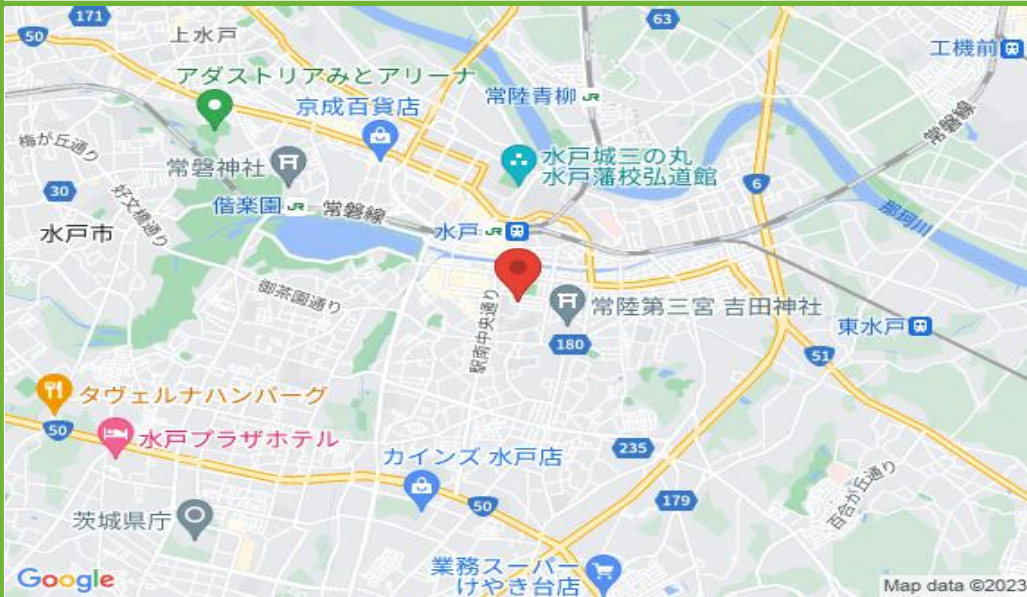 171
50
上水戸
63
工機前
アダストリアみとアリーナ
京成百貨店
常陸青柳 JR
常磐線
梅が丘通り
常磐神社
水戸城三の丸
水戸藩校弘道館
30
好文橋通り
偕楽園 JR
常磐線
6
那珂川
水戸市
水戸 JR
御茶園通り
駅南中央通り
常陸第三宮 吉田神社
180
東水戸
51
タヴェルナハンバーグ
50
水戸プラザホテル
カインズ 水戸店
235
50
179
百合が丘通り
茨城県庁
業務スーパー
けやき台店
Google
Map data ©2023